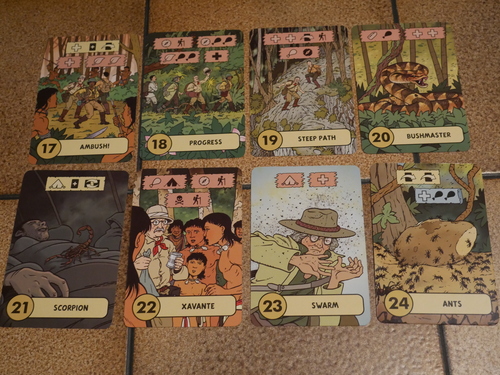 17 AMBUSH!
18 PROGRESS
19 STEEP PATH
20 BUSHMASTER
21 SCORPION
22 XAVANTE
23 SWARM
24 ANTS